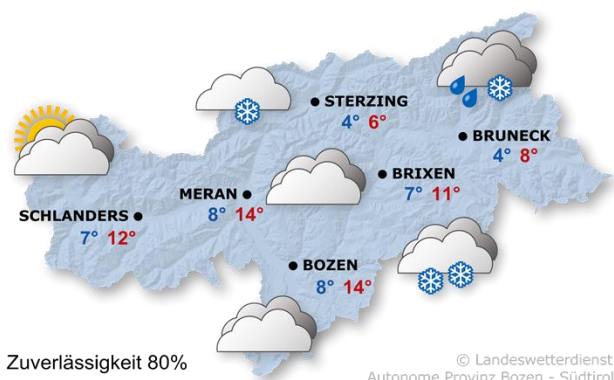 STERZING
4° 6°
BRUNECK
4° 8°
BRIXEN
7° 11°
MERAN
8° 14°
SCHLANDERS
7° 12°
BOZEN
8° 14°
Zuverlässigkeit 80%
© Landeswetterdienst
Autonome Provinz Bozen - Südtirol